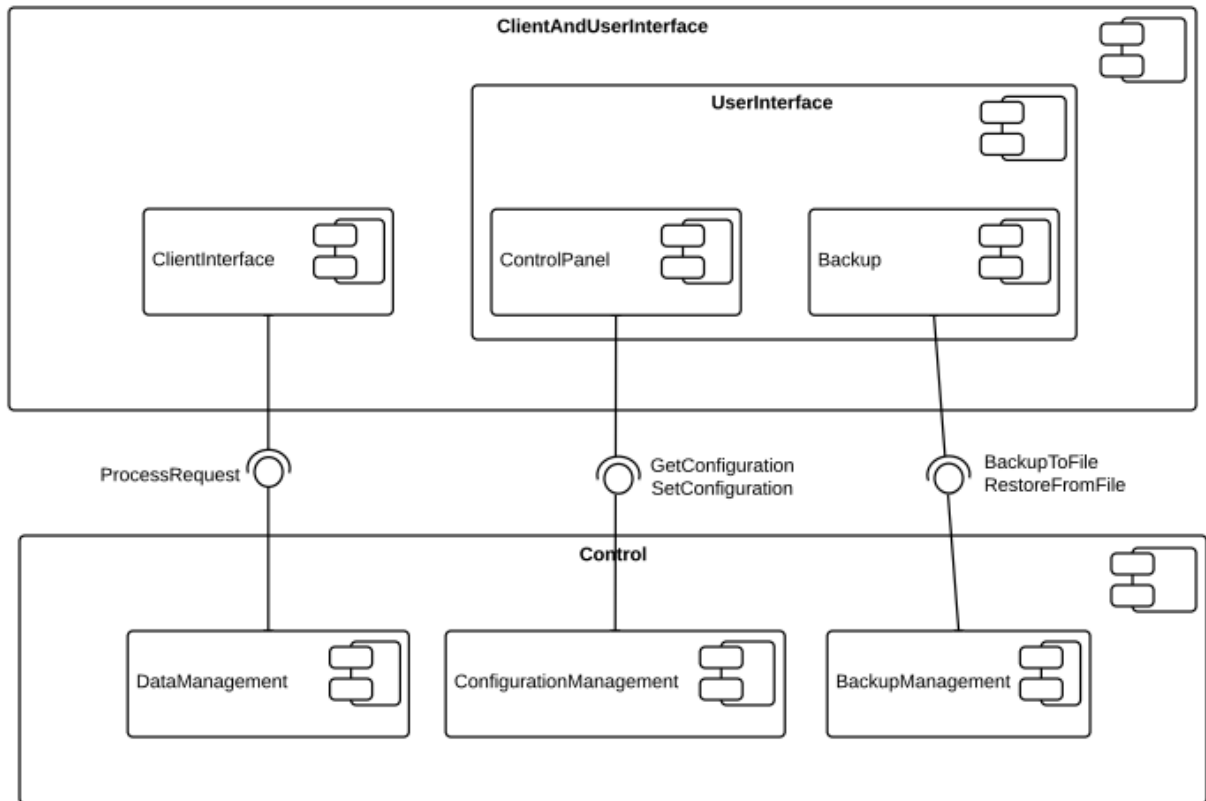 ClientAndUserInterface
UserInterface
ClientInterface
ControlPanel
Backup
ProcessRequest
GetConfiguration
SetConfiguration
BackupToFile
RestoreFromFile
Control
DataManagement
ConfigurationManagement
BackupManagement